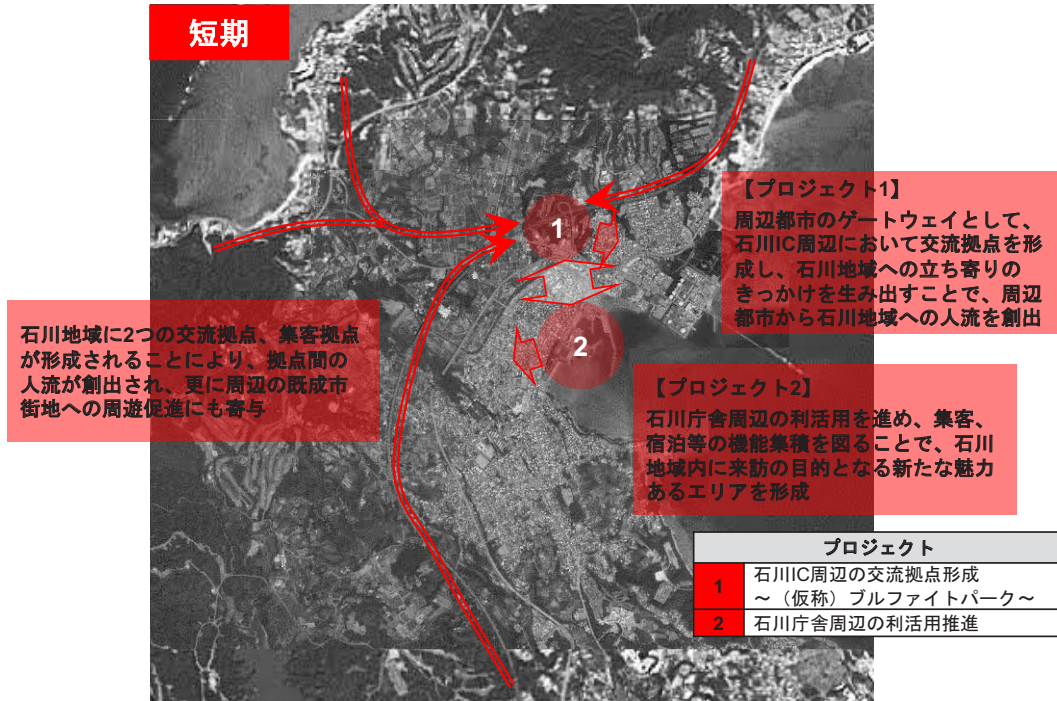 短期
1
2
【プロジェクト1】
周辺都市のゲートウェイとして、
石川IC周辺において交流拠点を形
成し、石川地域への立ち寄りの
きっかけを生み出すことで、周辺
都市から石川地域への人流を創出
石川地域に2つの交流拠点、集客拠点
が形成されることにより、拠点間の
人流が創出され、更に周辺の既成市
街地への周遊促進にも寄与
【プロジェクト2】
石川庁舎周辺の利活用を進め、集客、
宿泊等の機能集積を図ることで、石川
地域内に来訪の目的となる新たな魅力
あるエリアを形成
プロジェクト
1 石川IC周辺の交流拠点形成
～（仮称）ブルファイトパーク～
2 石川庁舎周辺の利活用推進